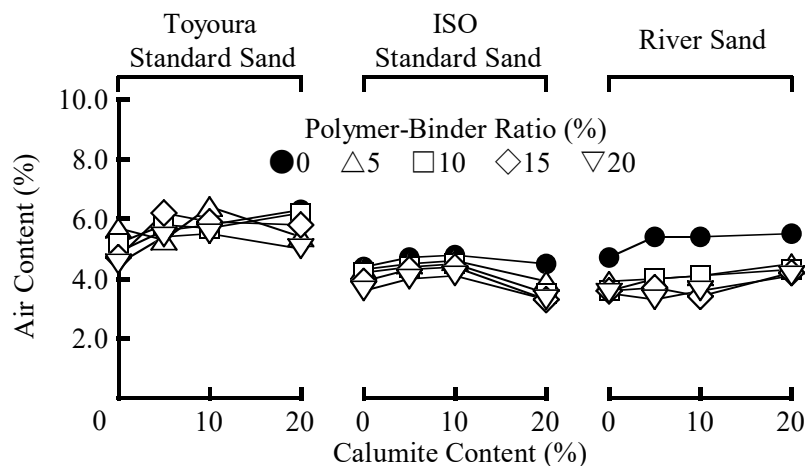 Toyoura
Standard Sand
ISO
Standard Sand
River Sand
10.0
8.0
6.0
4.0
2.0
Air Content (%)
Polymer-Binder Ratio (%)
0 5 10 15 20
0 10 20
0 10 20
0 10 20
Calumite Content (%)